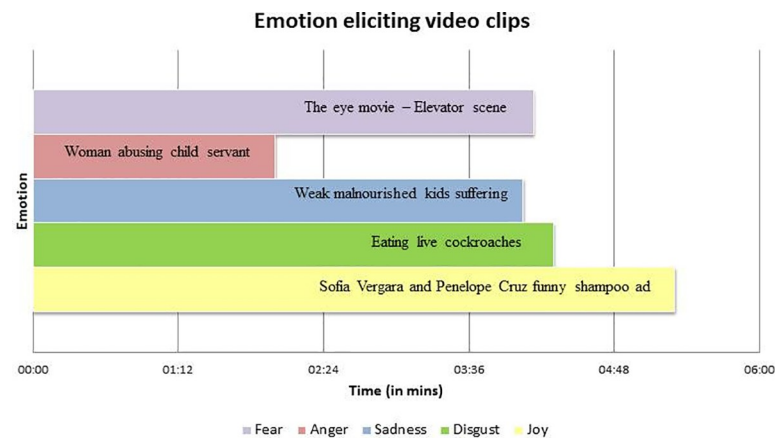 Emotion eliciting video clips
The eye movie – Elevator scene
Woman abusing child servant
Weak malnourished kids suffering
Eating live cockroaches
Sofia Vergara and Penelope Cruz funny shampoo ad
Emotion
00:00 01:12 02:24 03:36 04:48 06:00
Time (in mins)
Fear Anger Sadness Disgust Joy